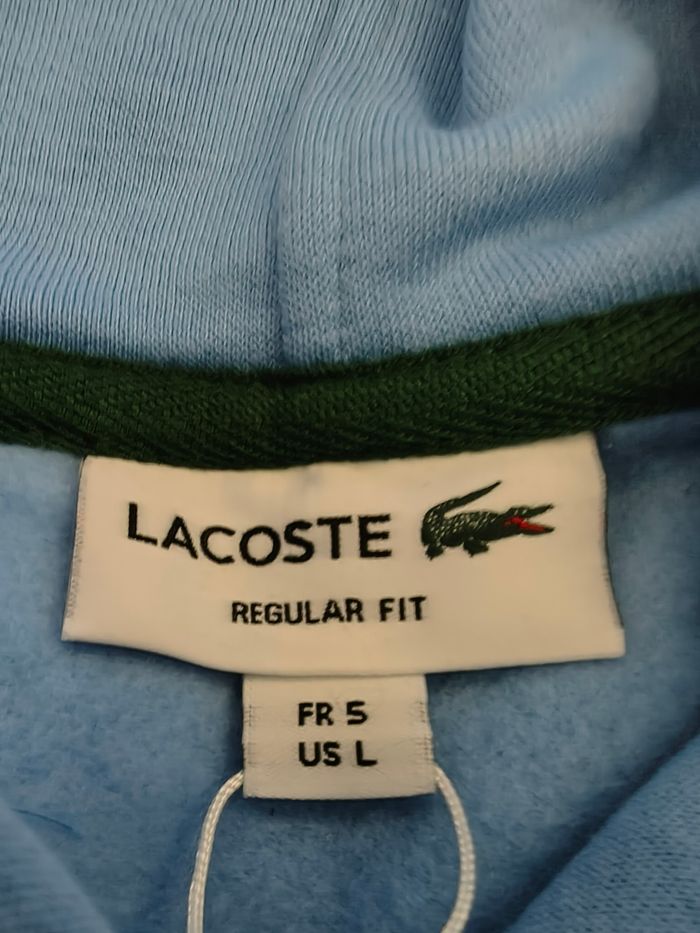 LACOSTE
REGULAR FIT
FR 5
US L